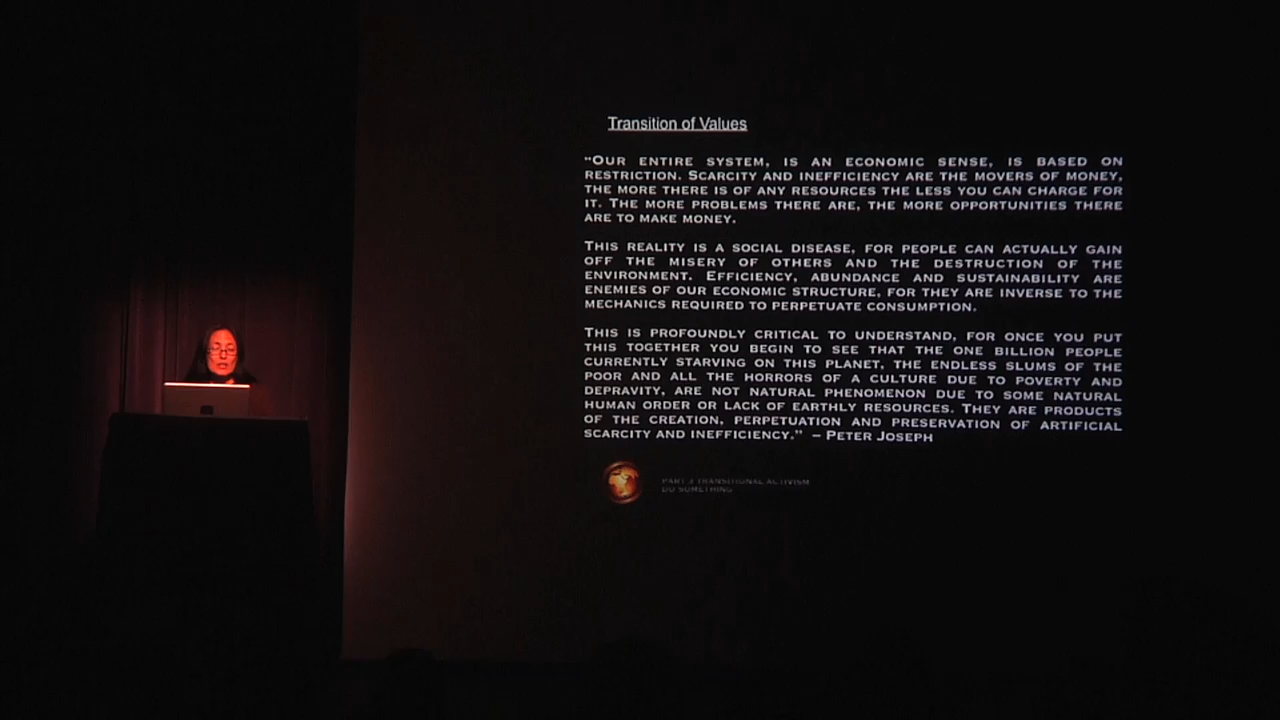 Transition of Values
“OUR ENTIRE SYSTEM, IS AN ECONOMIC SENSE, IS BASED ON
RESTRICTION. SCARCITY AND INEFFICIENCY ARE THE MOVERS OF MONEY,
THE MORE THERE IS OF ANY RESOURCES THE LESS YOU CAN CHARGE FOR
IT. THE MORE PROBLEMS THERE ARE, THE MORE OPPORTUNITIES THERE
ARE TO MAKE MONEY.
THIS REALITY IS A SOCIAL DISEASE, FOR PEOPLE CAN ACTUALLY GAIN
OFF THE MISERY OF OTHERS AND THE DESTRUCTION OF THE
ENVIRONMENT. EFFICIENCY, ABUNDANCE AND SUSTAINABILITY ARE
ENEMIES OF OUR ECONOMIC STRUCTURE, FOR THEY ARE INVERSE TO THE
MECHANICS REQUIRED TO PERPETUATE CONSUMPTION.
THIS IS PROFOUNDLY CRITICAL TO UNDERSTAND, FOR ONCE YOU PUT
THIS TOGETHER YOU BEGIN TO SEE THAT THE ONE BILLION PEOPLE
CURRENTLY STARVING ON THIS PLANET, THE ENDLESS SLUMS OF THE
POOR AND ALL THE HORRORS OF A CULTURE DUE TO POVERTY AND
DEPRAVITY, ARE NOT NATURAL PHENOMENON DUE TO SOME NATURAL
HUMAN ORDER OR LACK OF EARTHLY RESOURCES. THEY ARE PRODUCTS
OF THE CREATION, PERPETUATION AND PRESERVATION OF ARTIFICIAL
SCARCITY AND INEFFICIENCY.” – PETER JOSEPH
PART 3 TRANSITIONAL ACTIVISM
DO SOMETHING